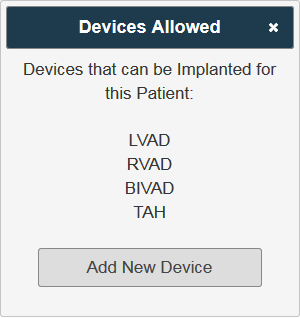 Devices Allowed ×
Devices that can be Implanted for
this Patient:
LVAD
RVAD
BIVAD
TAH
Add New Device